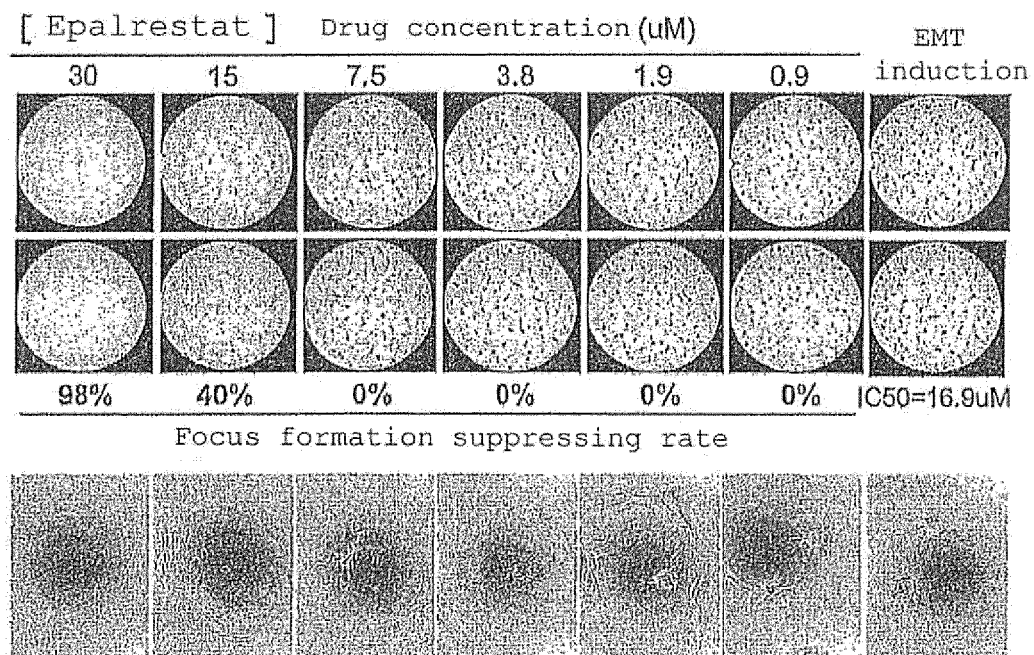 [ Epalrestat ] Drug concentration (uM)
EMT
induction
30 15 7.5 3.8 1.9 0.9
98% 40% 0% 0% 0% 0% IC50=16.9uM
Focus formation suppressing rate